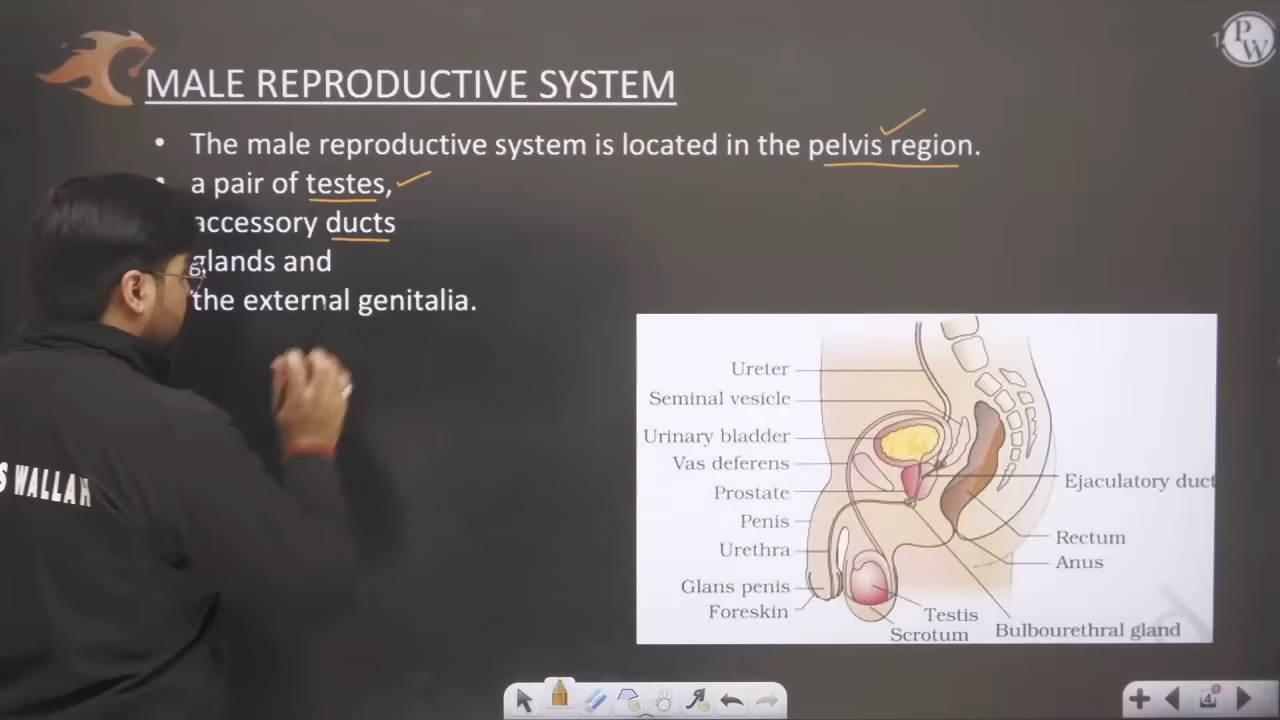 MALE REPRODUCTIVE SYSTEM
• The male reproductive system is located in the pelvis region.
a pair of testes,
accessory ducts
glands and
the external genitalia.
Ureter
Seminal vesicle
Urinary bladder
Vas deferens
Prostate
Penis
Urethra
Glans penis
Foreskin
Ejaculatory duct
Rectum
Anus
Testis
Scrotum
Bulbourethral gland
S WALLAH
PW
4